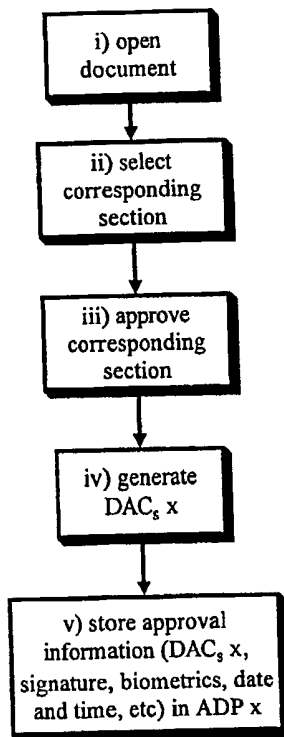 i) open
document
ii) select
corresponding
section
iii) approve
corresponding
section
iv) generate
DACₛ x
v) store approval
information (DACₛ x,
signature, biometrics, date
and time, etc) in ADP x